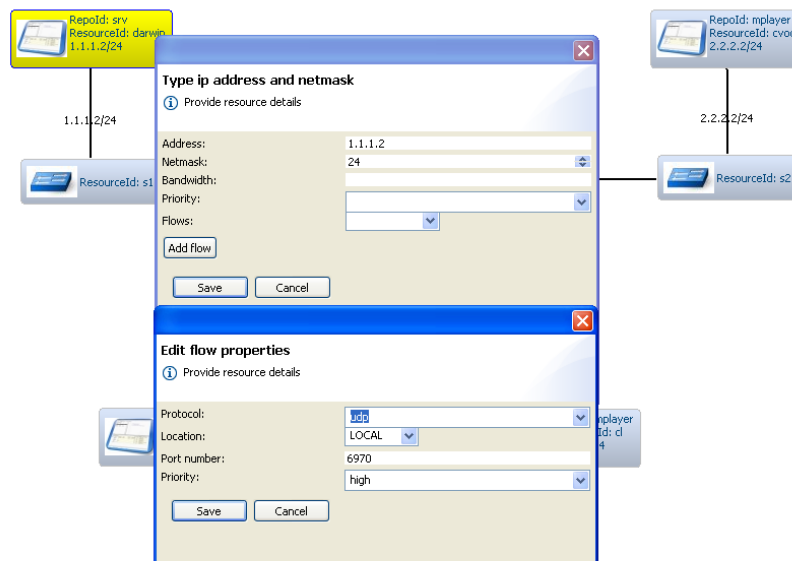 RepoId: srv
ResourceId: darwin
1.1.1.2/24
RepoId: mplayer
ResourceId:
2.2.2.2/24
1.1.1.2/24
2.2.2.2/24
ResourceId: s1
ResourceId: s2
Type ip address and netmask
Provide resource details
Address: 1.1.1.2
Netmask: 24
Bandwidth:
Priority:
Flows:
Add flow
Save Cancel
Edit flow properties
Provide resource details
Protocol: udp
Location: LOCAL
Port number: 6970
Priority: high
Save Cancel
mplayer
Id: cl
4